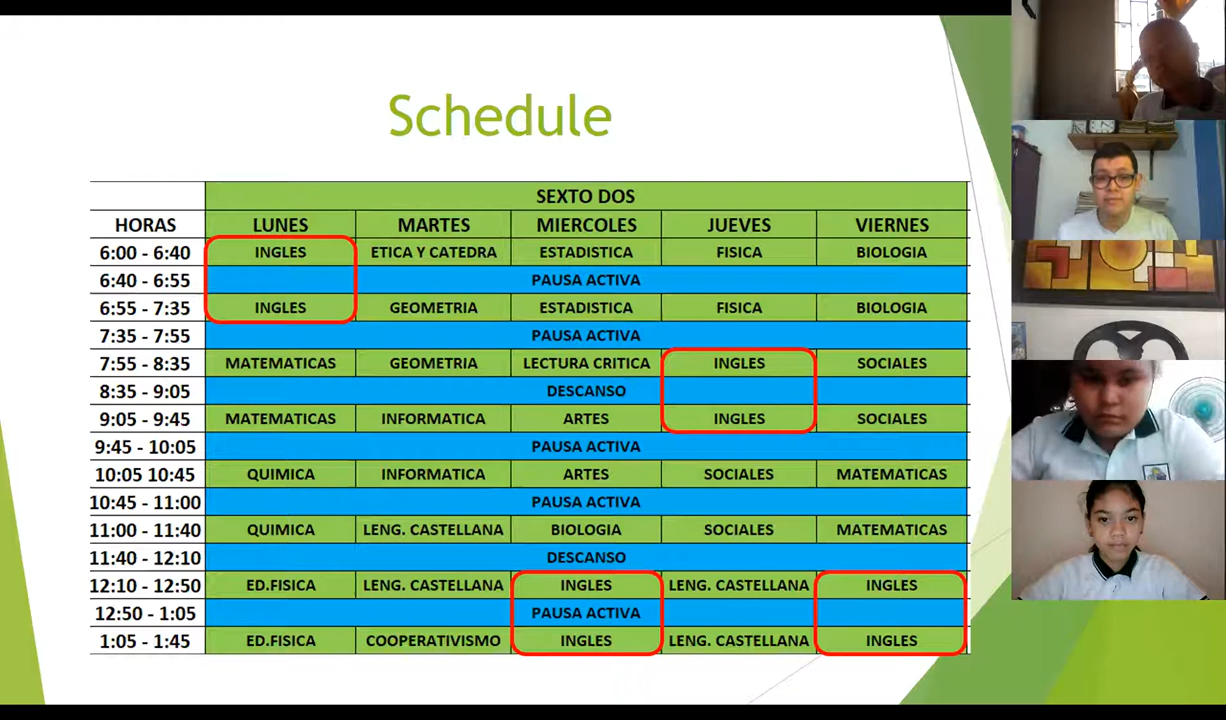 Schedule
SEXTO DOS
HORAS LUNES MARTES MIERCOLES JUEVES VIERNES
6:00 - 6:40 INGLES ETICA Y CATEDRA ESTADISTICA FISICA BIOLOGIA
6:40 - 6:55 PAUSA ACTIVA
6:55 - 7:35 INGLES GEOMETRIA ESTADISTICA FISICA BIOLOGIA
7:35 - 7:55 PAUSA ACTIVA
7:55 - 8:35 MATEMATICAS GEOMETRIA LECTURA CRITICA INGLES SOCIALES
8:35 - 9:05 DESCANSO
9:05 - 9:45 MATEMATICAS INFORMATICA ARTES INGLES SOCIALES
9:45 - 10:05 PAUSA ACTIVA
10:05 10:45 QUIMICA INFORMATICA ARTES SOCIALES MATEMATICAS
10:45 - 11:00 PAUSA ACTIVA
11:00 - 11:40 QUIMICA LENG. CASTELLANA BIOLOGIA SOCIALES MATEMATICAS
11:40 - 12:10 DESCANSO
12:10 - 12:50 ED.FISICA LENG. CASTELLANA INGLES LENG. CASTELLANA INGLES
12:50 - 1:05 PAUSA ACTIVA
1:05 - 1:45 ED.FISICA COOPERATIVISMO INGLES LENG. CASTELLANA INGLES